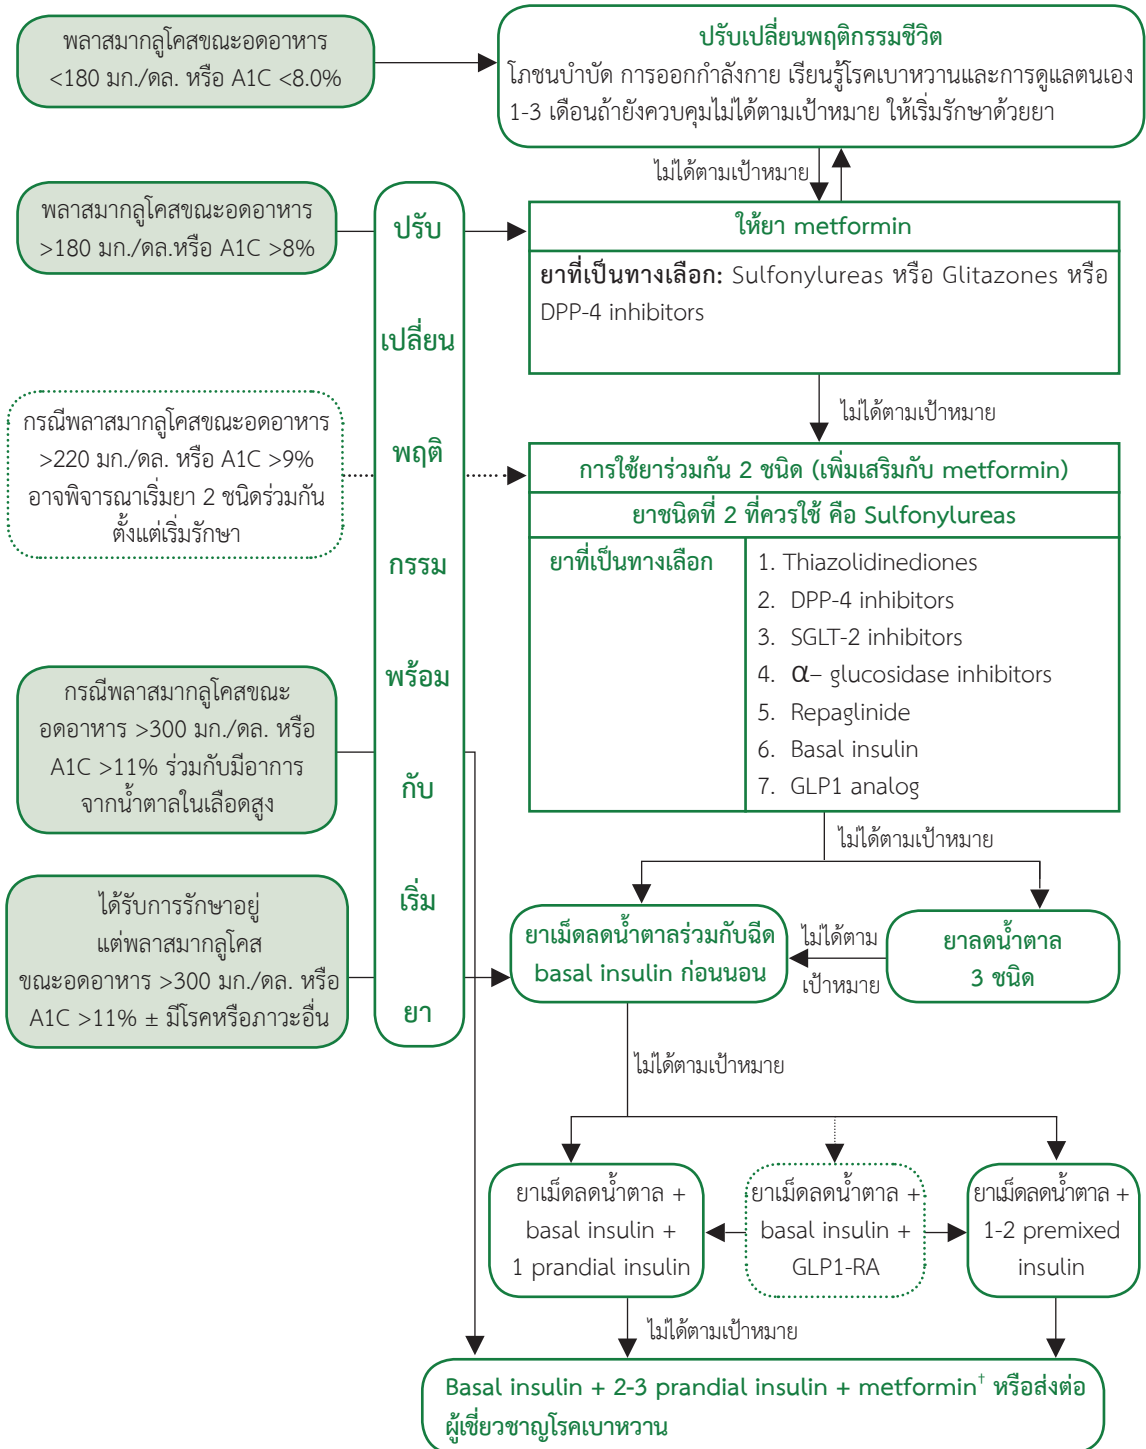 พลาสมากลูโคสขณะอดอาหาร
<180 มก./ดล. หรือ A1C <8.0%
ปรับเปลี่ยนพฤติกรรมชีวิต
โภชนบำบัด การออกกำลังกาย เรียนรู้โรคเบาหวานและการดูแลตนเอง
1-3 เดือนถ้ายังควบคุมไม่ได้ตามเป้าหมาย ให้เริ่มรักษาด้วยยา
ไม่ได้ตามเป้าหมาย
พลาสมากลูโคสขณะอดอาหาร
>180 มก./ดล.หรือ A1C >8%
ปรับ
เปลี่ยน
พฤติ
กรรม
พร้อม
กับ
เริ่ม
ยา
ให้ยา metformin
ยาที่เป็นทางเลือก: Sulfonylureas หรือ Glitazones หรือ
DPP-4 inhibitors
ไม่ได้ตามเป้าหมาย
กรณีพลาสมากลูโคสขณะอดอาหาร
>220 มก./ดล. หรือ A1C >9%
อาจพิจารณาเริ่มยา 2 ชนิดร่วมกัน
ตั้งแต่เริ่มรักษา
การใช้ยาร่วมกัน 2 ชนิด (เพิ่มเสริมกับ metformin)
ยาชนิดที่ 2 ที่ควรใช้ คือ Sulfonylureas
ยาที่เป็นทางเลือก
1. Thiazolidinediones
2. DPP-4 inhibitors
3. SGLT-2 inhibitors
4. α– glucosidase inhibitors
5. Repaglinide
6. Basal insulin
7. GLP1 analog
กรณีพลาสมากลูโคสขณะ
อดอาหาร >300 มก./ดล. หรือ
A1C >11% ร่วมกับมีอาการ
จากน้ำตาลในเลือดสูง
ไม่ได้ตามเป้าหมาย
ได้รับการรักษาอยู่
แต่พลาสมากลูโคส
ขณะอดอาหาร >300 มก./ดล. หรือ
A1C >11% ± มีโรคหรือภาวะอื่น
ยาเม็ดลดน้ำตาลร่วมกับฉีด
basal insulin ก่อนนอน
ไม่ได้ตาม
เป้าหมาย
ยาลดน้ำตาล
3 ชนิด
ไม่ได้ตามเป้าหมาย
ยาเม็ดลดน้ำตาล +
basal insulin +
1 prandial insulin
ยาเม็ดลดน้ำตาล +
basal insulin +
GLP1-RA
ยาเม็ดลดน้ำตาล +
1-2 premixed
insulin
ไม่ได้ตามเป้าหมาย
Basal insulin + 2-3 prandial insulin + metformin† หรือส่งต่อ
ผู้เชี่ยวชาญโรคเบาหวาน